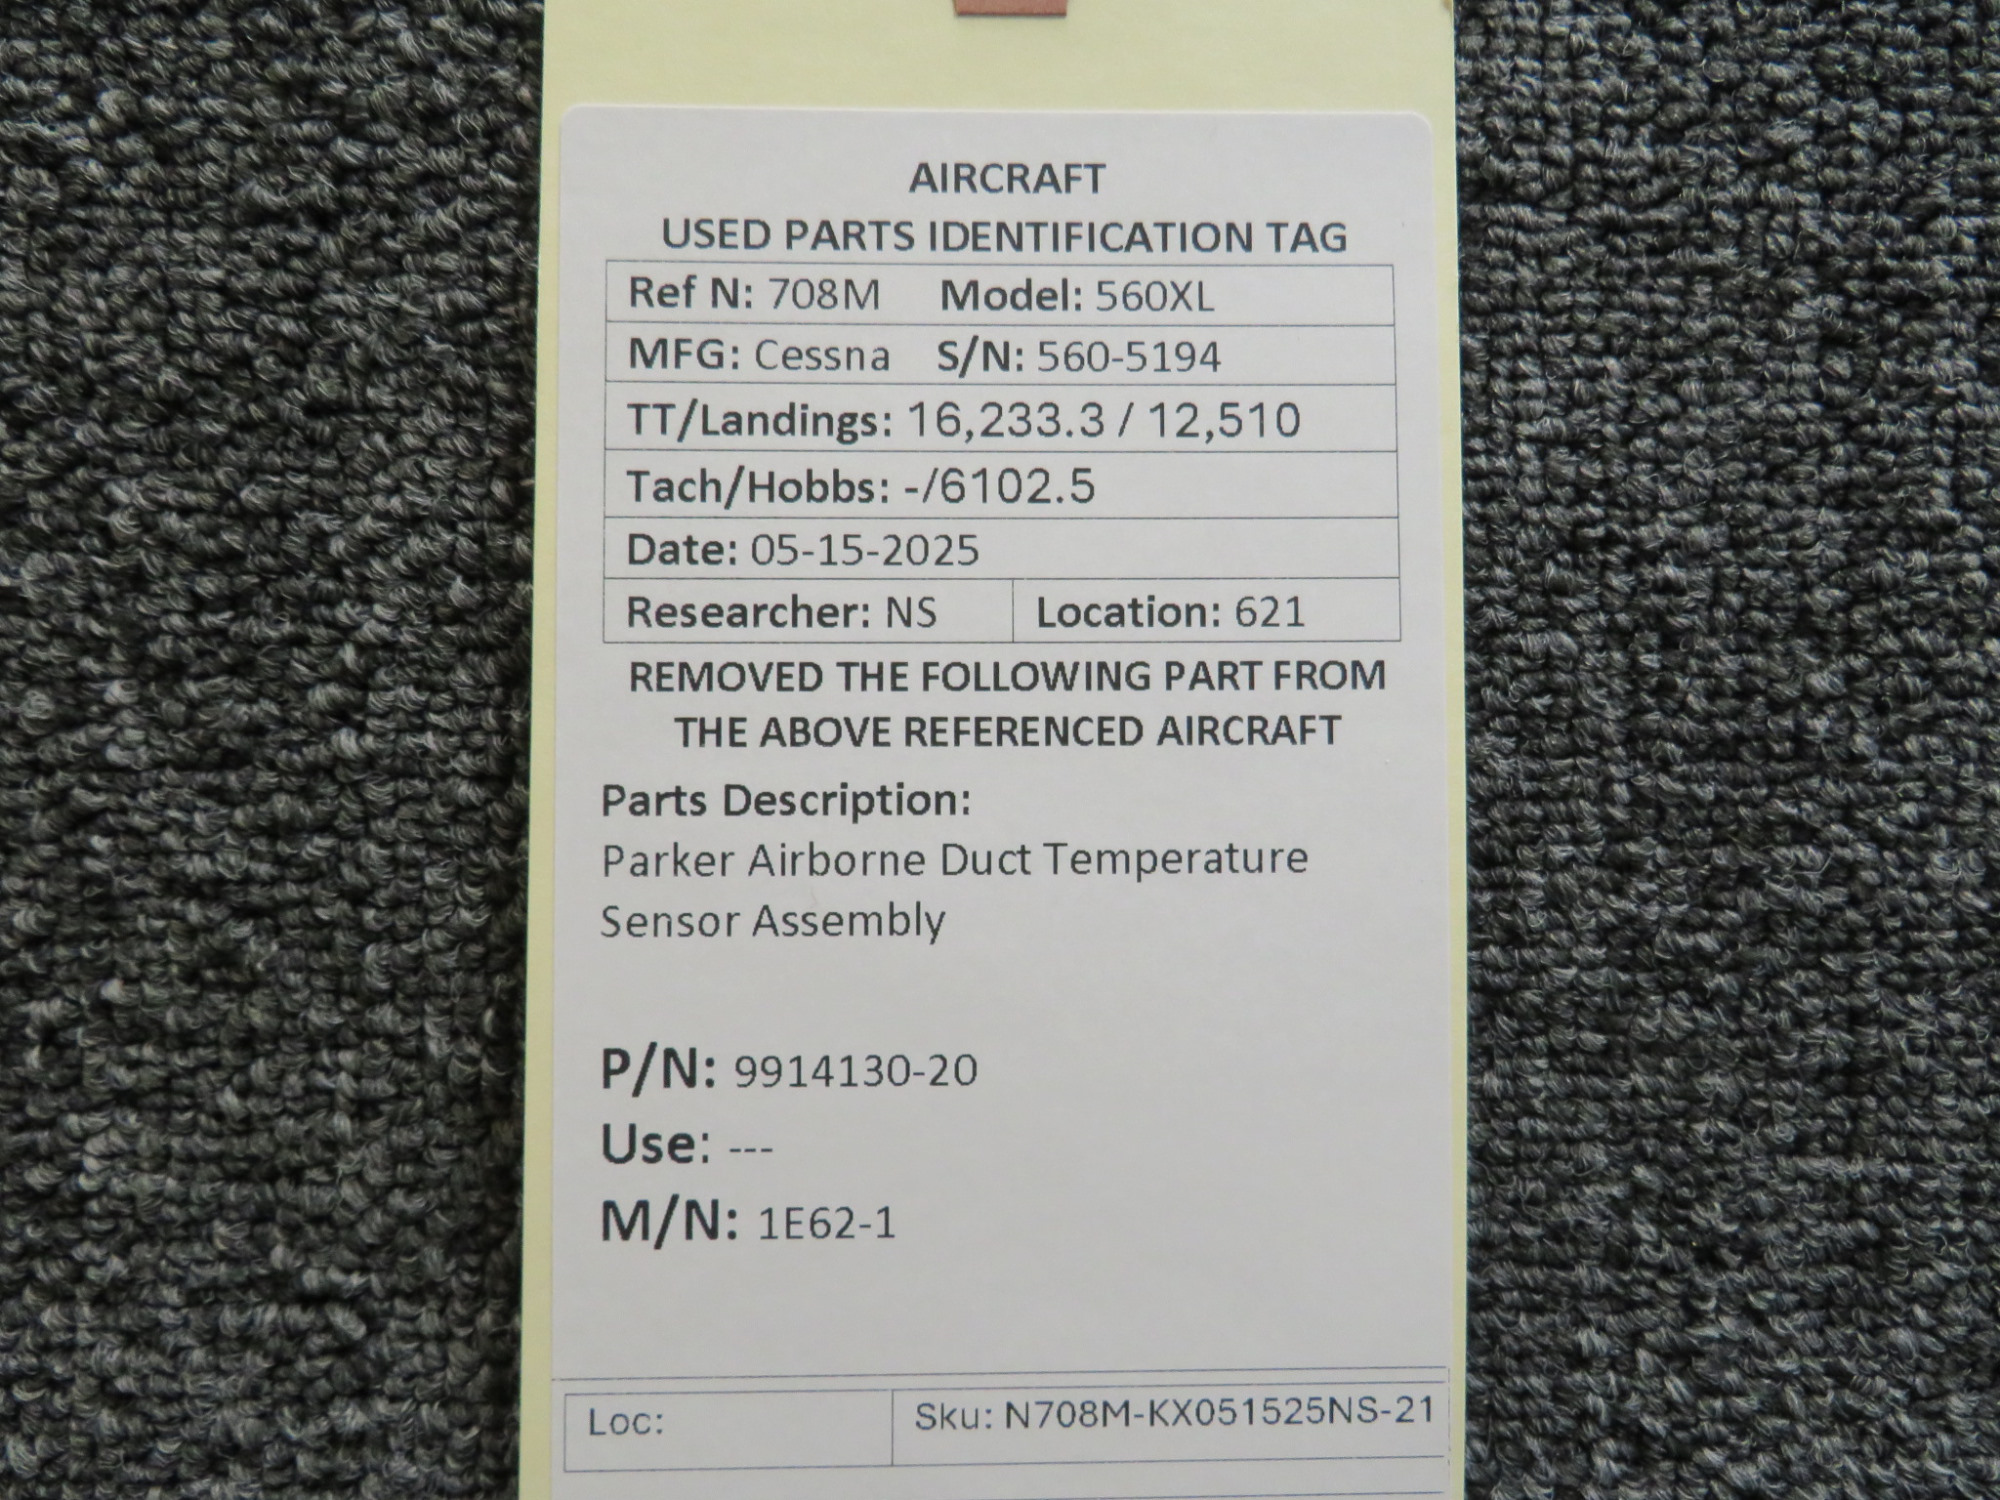 AIRCRAFT
USED PARTS IDENTIFICATION TAG
Ref N: 708M Model: 560XL
MFG: Cessna S/N: 560-5194
TT/Landings: 16,233.3 / 12,510
Tach/Hobbs: -/6102.5
Date: 05-15-2025
Researcher: NS Location: 621
REMOVED THE FOLLOWING PART FROM
THE ABOVE REFERENCED AIRCRAFT
Parts Description:
Parker Airborne Duct Temperature
Sensor Assembly
P/N: 9914130-20
Use: ---
M/N: 1E62-1
Loc: Sku: N708M-KX051525NS-21